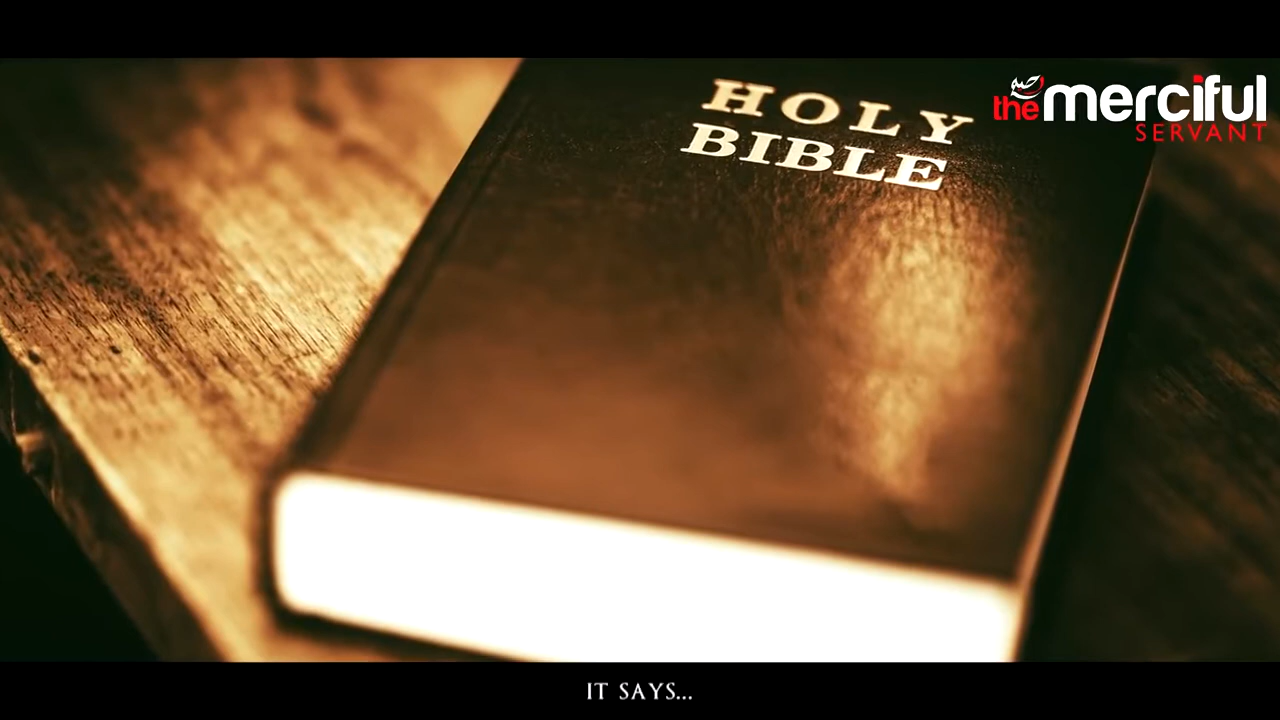 HOLY
BIBLE
the merciful
SERVANT
IT SAYS...